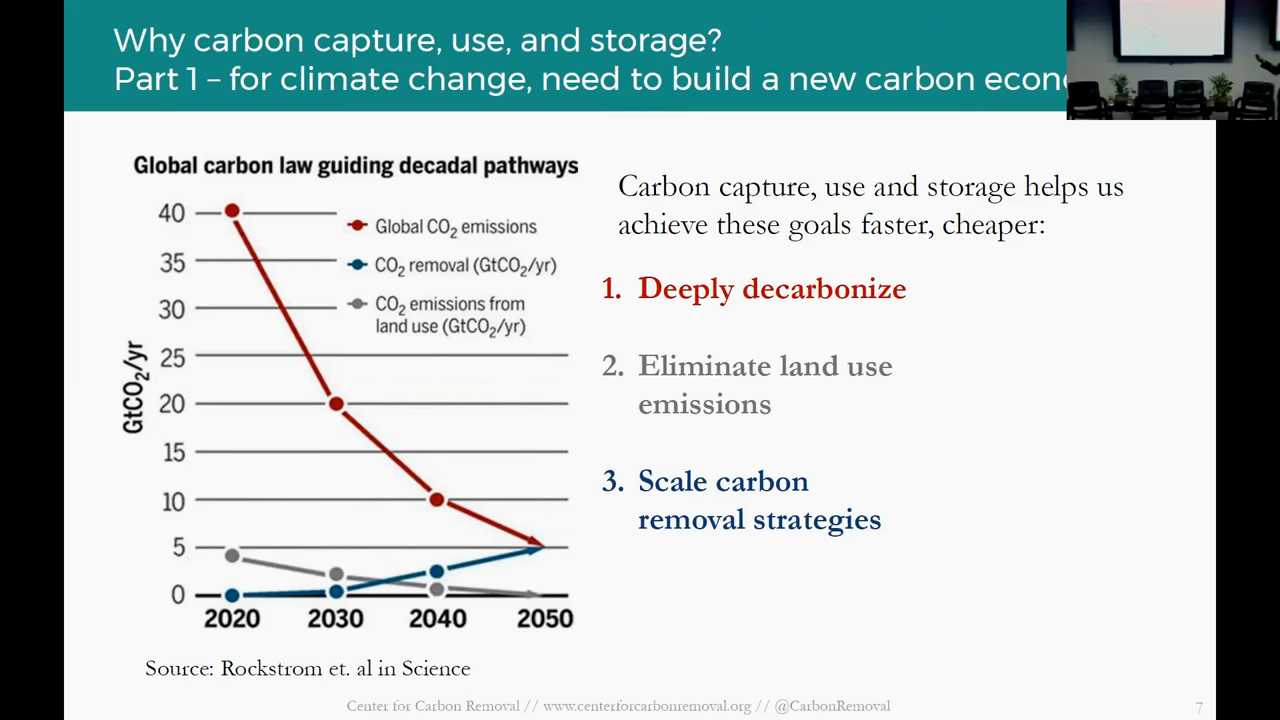 Why carbon capture, use, and storage?
Part 1 – for climate change, need to build a new carbon econ
Global carbon law guiding decadal pathways
GtCO2/yr
40
35
30
25
20
15
10
5
0
Global CO2 emissions
CO2 removal (GtCO2/yr)
CO2 emissions from
land use (GtCO2/yr)
2020 2030 2040 2050
Source: Rockstrom et. al in Science
Carbon capture, use and storage helps us
achieve these goals faster, cheaper:
1. Deeply decarbonize
2. Eliminate land use
emissions
3. Scale carbon
removal strategies
Center for Carbon Removal // www.centerforcarbonremoval.org // @CarbonRemoval
7